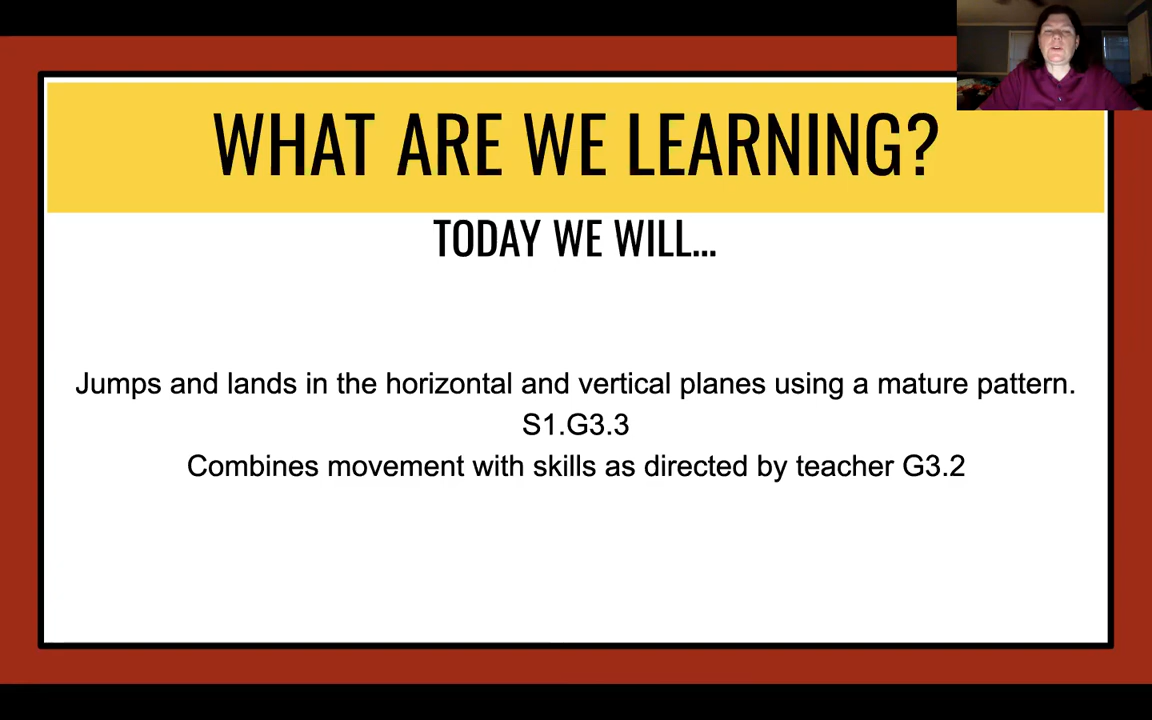 WHAT ARE WE LEARNING?
TODAY WE WILL...
Jumps and lands in the horizontal and vertical planes using a mature pattern.
S1.G3.3
Combines movement with skills as directed by teacher G3.2